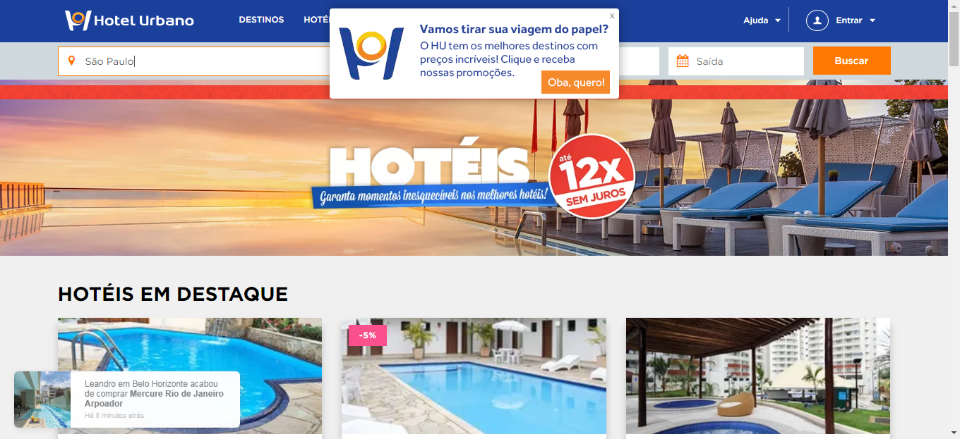 Hotel Urbano
DESTINOS
Ajuda
Entrar
x
Vamos tirar sua viagem do papel?
O HU tem os melhores destinos com
preços incríveis! Clique e receba
nossas promoções.
Oba, quero!
São Paulo
Saída
Buscar
HOTÉIS
Garanta momentos inesquecíveis nos melhores hotéis!
até
12x
SEM JUROS
HOTÉIS EM DESTAQUE
-5%
Leandro em Belo Horizonte acabou
de comprar Mercure Rio de Janeiro
Arpoador
Há 8 minutos atrás